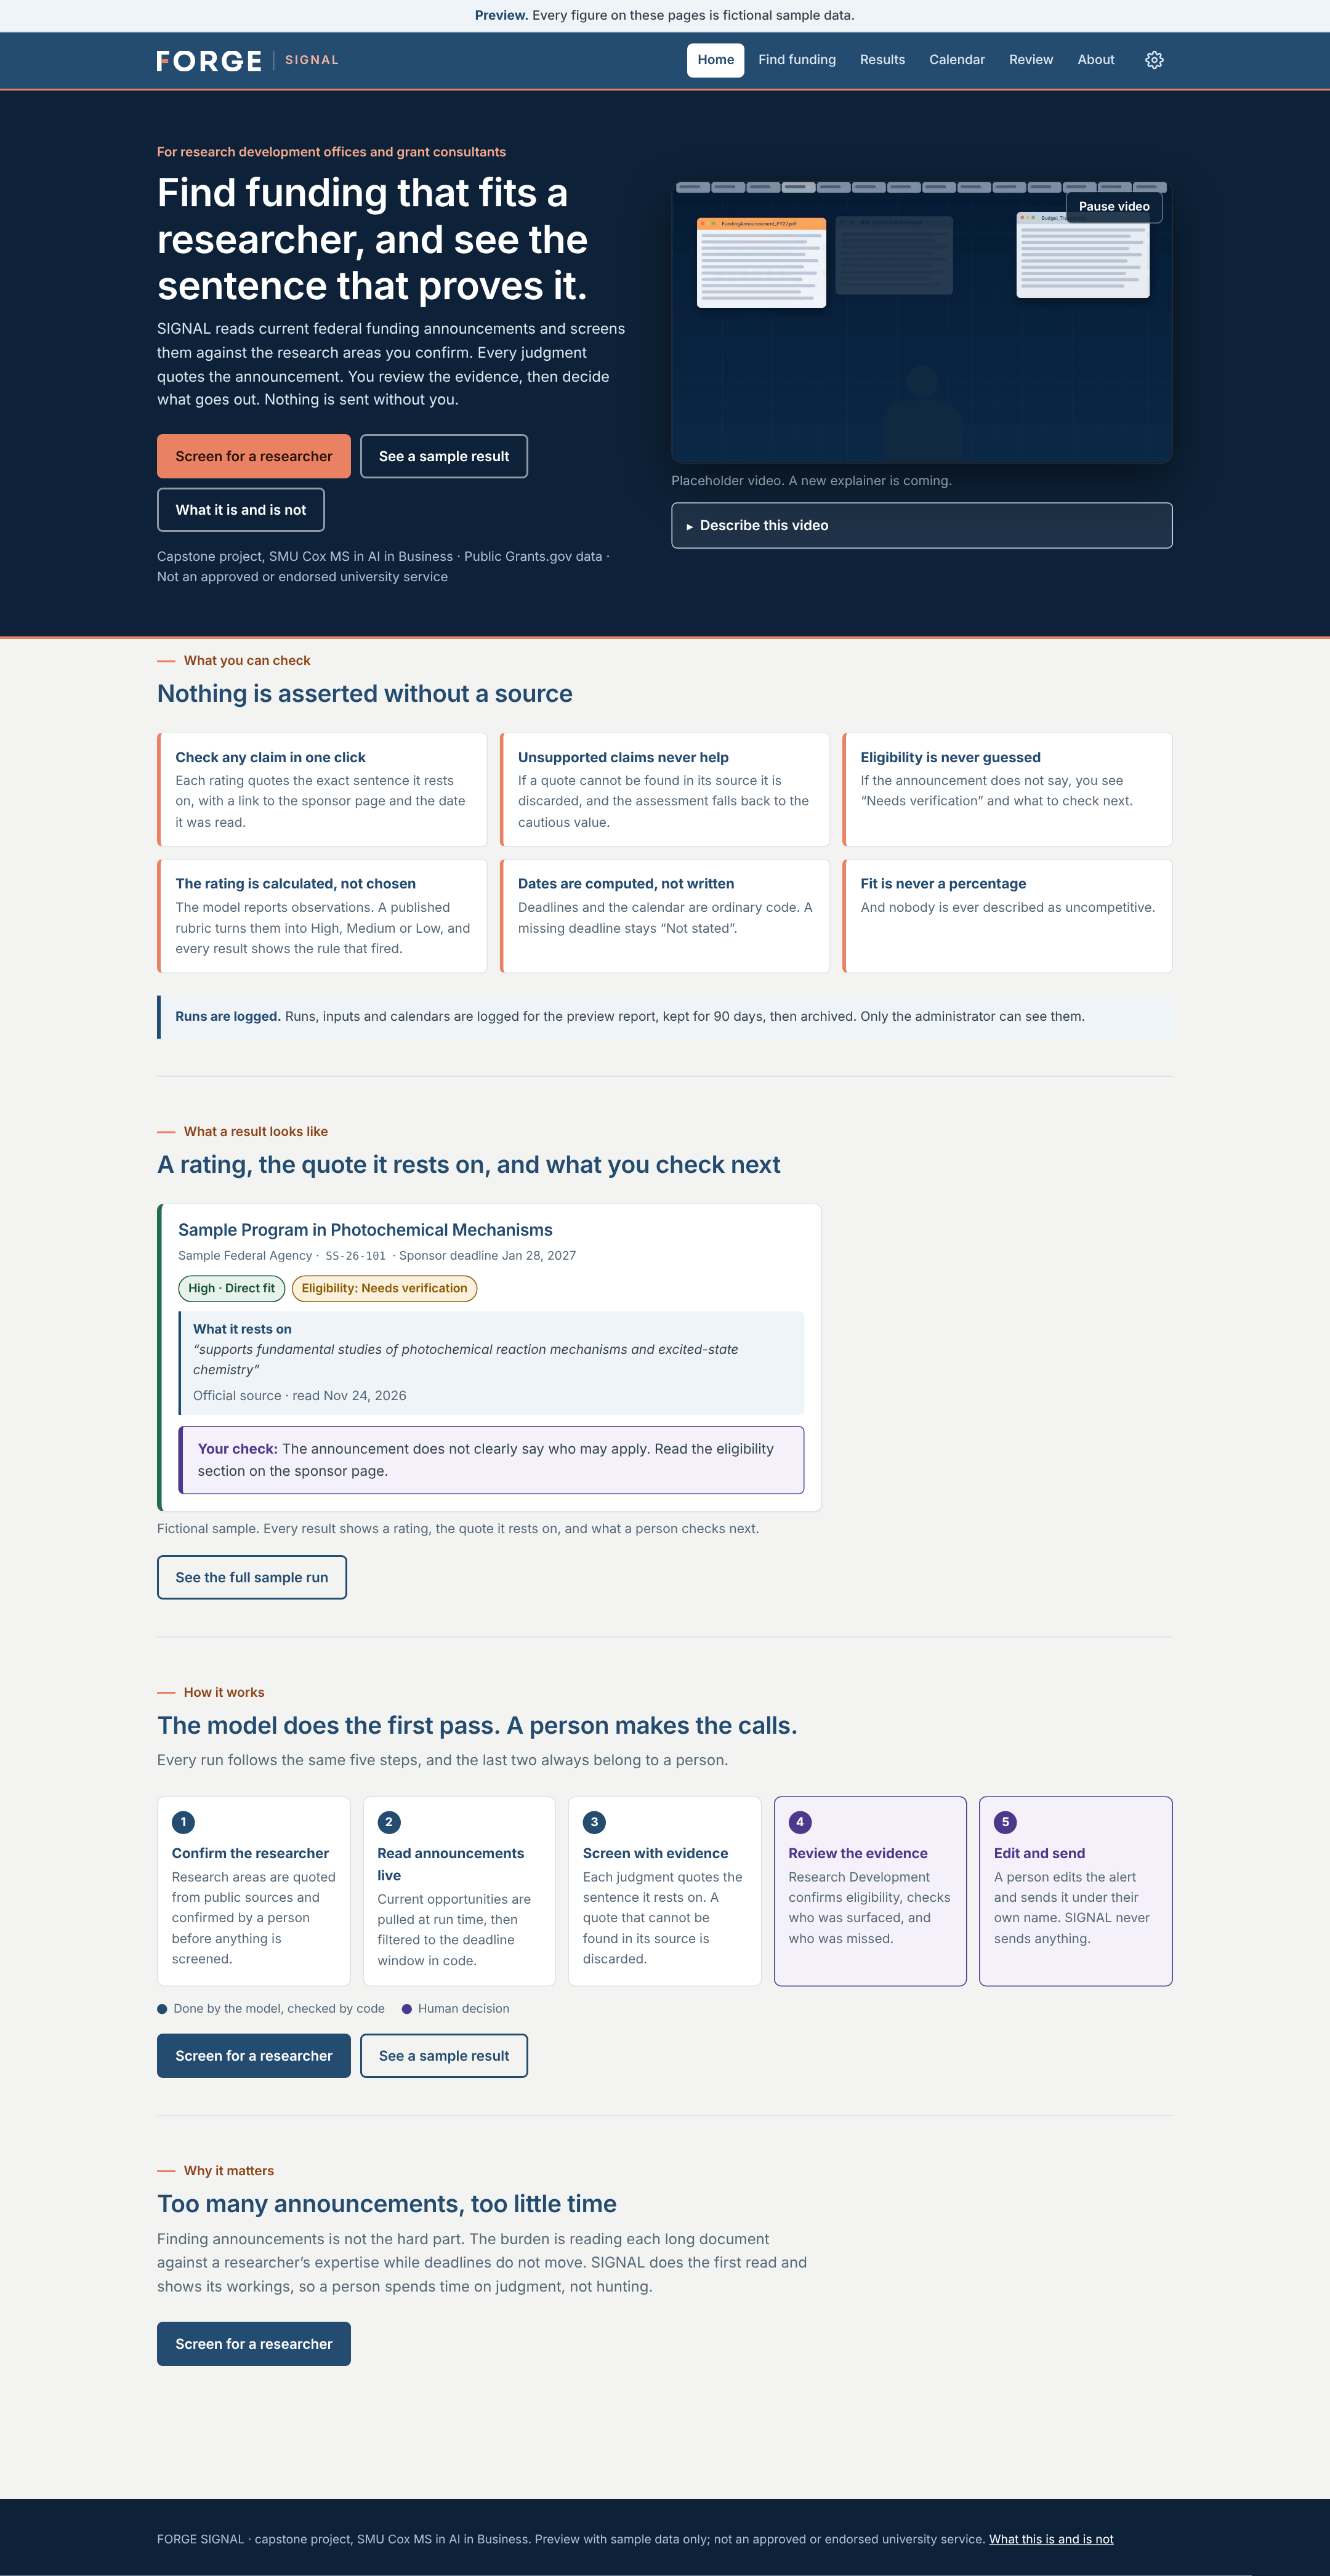 Preview. Every figure on these pages is fictional sample data.
FORGE | SIGNAL
Home
Find funding
Results
Calendar
Review
About
For research development offices and grant consultants
Find funding that fits a
researcher, and see the
sentence that proves it.
SIGNAL reads current federal funding announcements and screens
them against the research areas you confirm. Every judgment
quotes the announcement. You review the evidence, then decide
what goes out. Nothing is sent without you.
Screen for a researcher
See a sample result
What it is and is not
Capstone project, SMU Cox MS in AI in Business · Public Grants.gov data ·
Not an approved or endorsed university service
Pause video
FundingAnnouncement_FY27.pdf
Placeholder video. A new explainer is coming.
▸ Describe this video
What you can check
Nothing is asserted without a source
Check any claim in one click
Each rating quotes the exact sentence it rests
on, with a link to the sponsor page and the date
it was read.
Unsupported claims never help
If a quote cannot be found in its source it is
discarded, and the assessment falls back to the
cautious value.
Eligibility is never guessed
If the announcement does not say, you see
“Needs verification” and what to check next.
The rating is calculated, not chosen
The model reports observations. A published
rubric turns them into High, Medium or Low, and
every result shows the rule that fired.
Dates are computed, not written
Deadlines and the calendar are ordinary code. A
missing deadline stays “Not stated”.
Fit is never a percentage
And nobody is ever described as uncompetitive.
Runs are logged. Runs, inputs and calendars are logged for the preview report, kept for 90 days, then archived. Only the administrator can see them.
What a result looks like
A rating, the quote it rests on, and what you check next
Sample Program in Photochemical Mechanisms
Sample Federal Agency · SS-26-101 · Sponsor deadline Jan 28, 2027
High · Direct fit
Eligibility: Needs verification
What it rests on
“supports fundamental studies of photochemical reaction mechanisms and excited-state
chemistry”
Official source · read Nov 24, 2026
Your check: The announcement does not clearly say who may apply. Read the eligibility
section on the sponsor page.
Fictional sample. Every result shows a rating, the quote it rests on, and what a person checks next.
See the full sample run
How it works
The model does the first pass. A person makes the calls.
Every run follows the same five steps, and the last two always belong to a person.
1
Confirm the researcher
Research areas are quoted
from public sources and
confirmed by a person
before anything is
screened.
2
Read announcements
live
Current opportunities are
pulled at run time, then
filtered to the deadline
window in code.
3
Screen with evidence
Each judgment quotes the
sentence it rests on. A
quote that cannot be
found in its source is
discarded.
4
Review the evidence
Research Development
confirms eligibility, checks
who was surfaced, and
who was missed.
5
Edit and send
A person edits the alert
and sends it under their
own name. SIGNAL never
sends anything.
Done by the model, checked by code
Human decision
Screen for a researcher
See a sample result
Why it matters
Too many announcements, too little time
Finding announcements is not the hard part. The burden is reading each long document
against a researcher’s expertise while deadlines do not move. SIGNAL does the first read and
shows its workings, so a person spends time on judgment, not hunting.
Screen for a researcher
FORGE SIGNAL · capstone project, SMU Cox MS in AI in Business. Preview with sample data only; not an approved or endorsed university service. What this is and is not